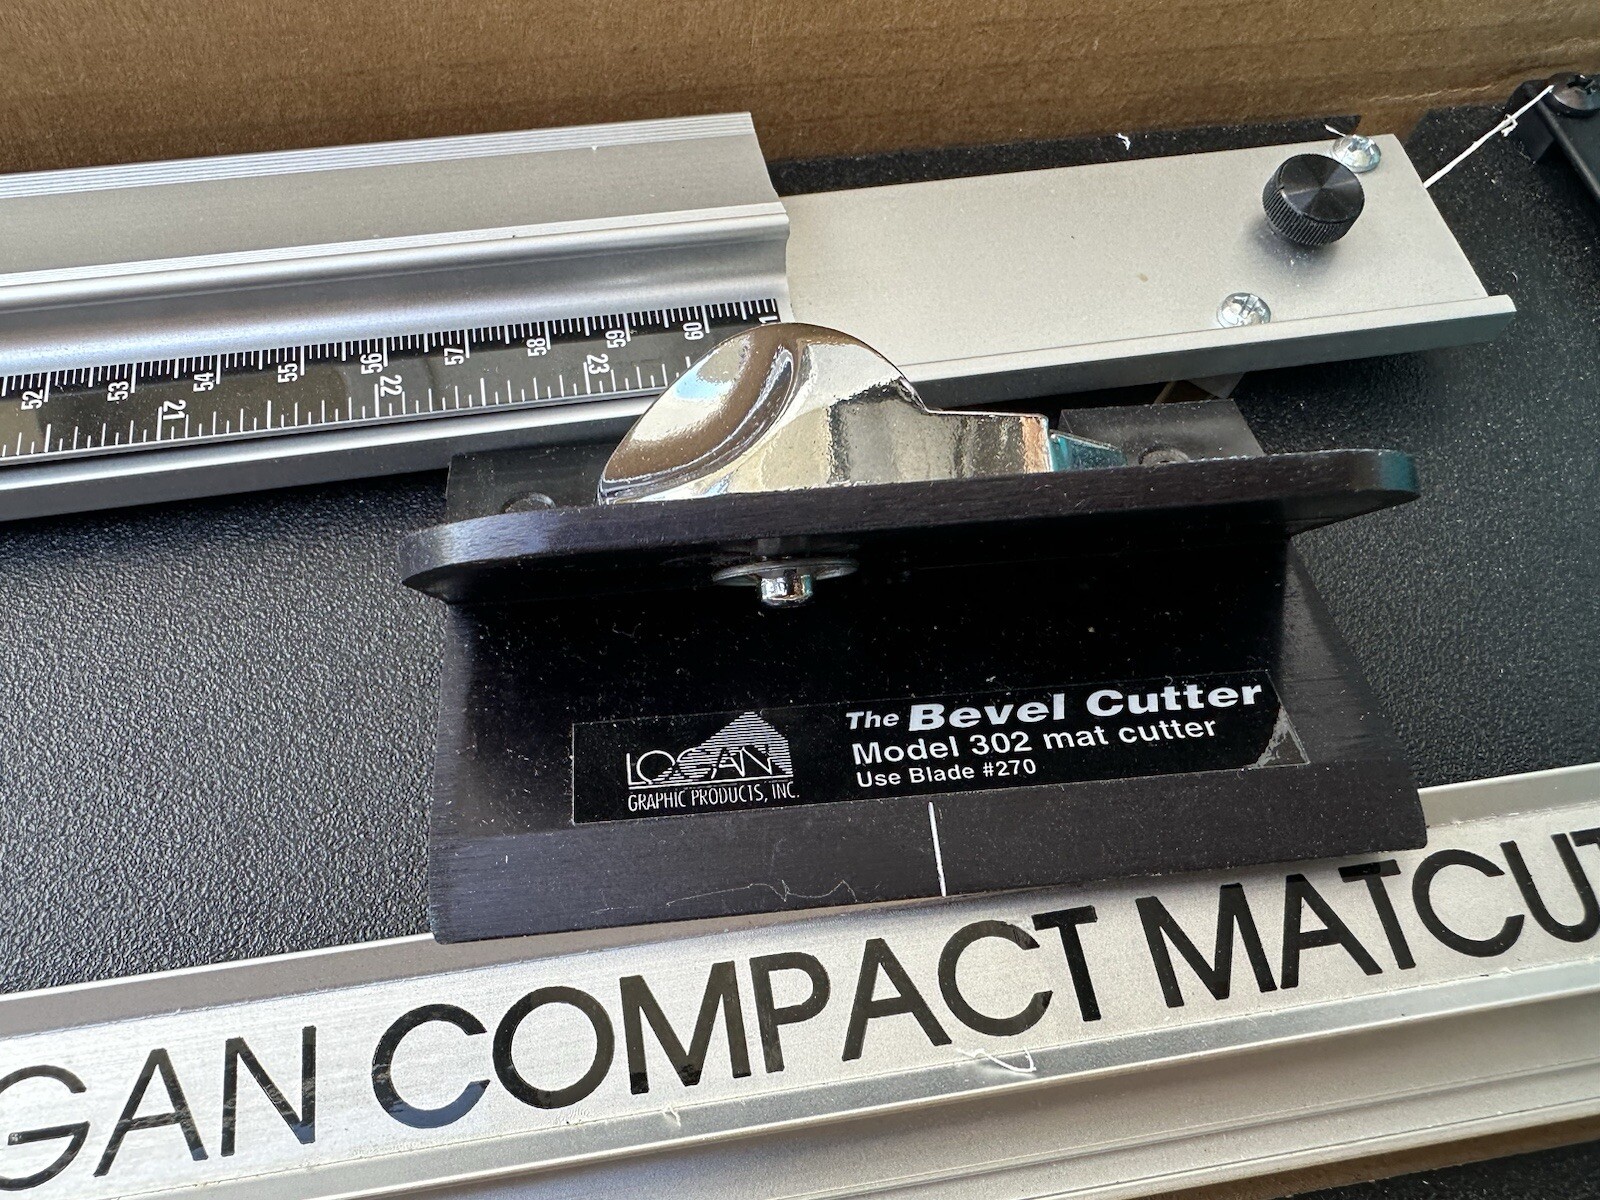 52 53 54 55 56 57 58 59 60
21 22 23
LOGAN
GRAPHIC PRODUCTS, INC.
The Bevel Cutter
Model 302 mat cutter
Use Blade #270
GAN COMPACT MATCUT